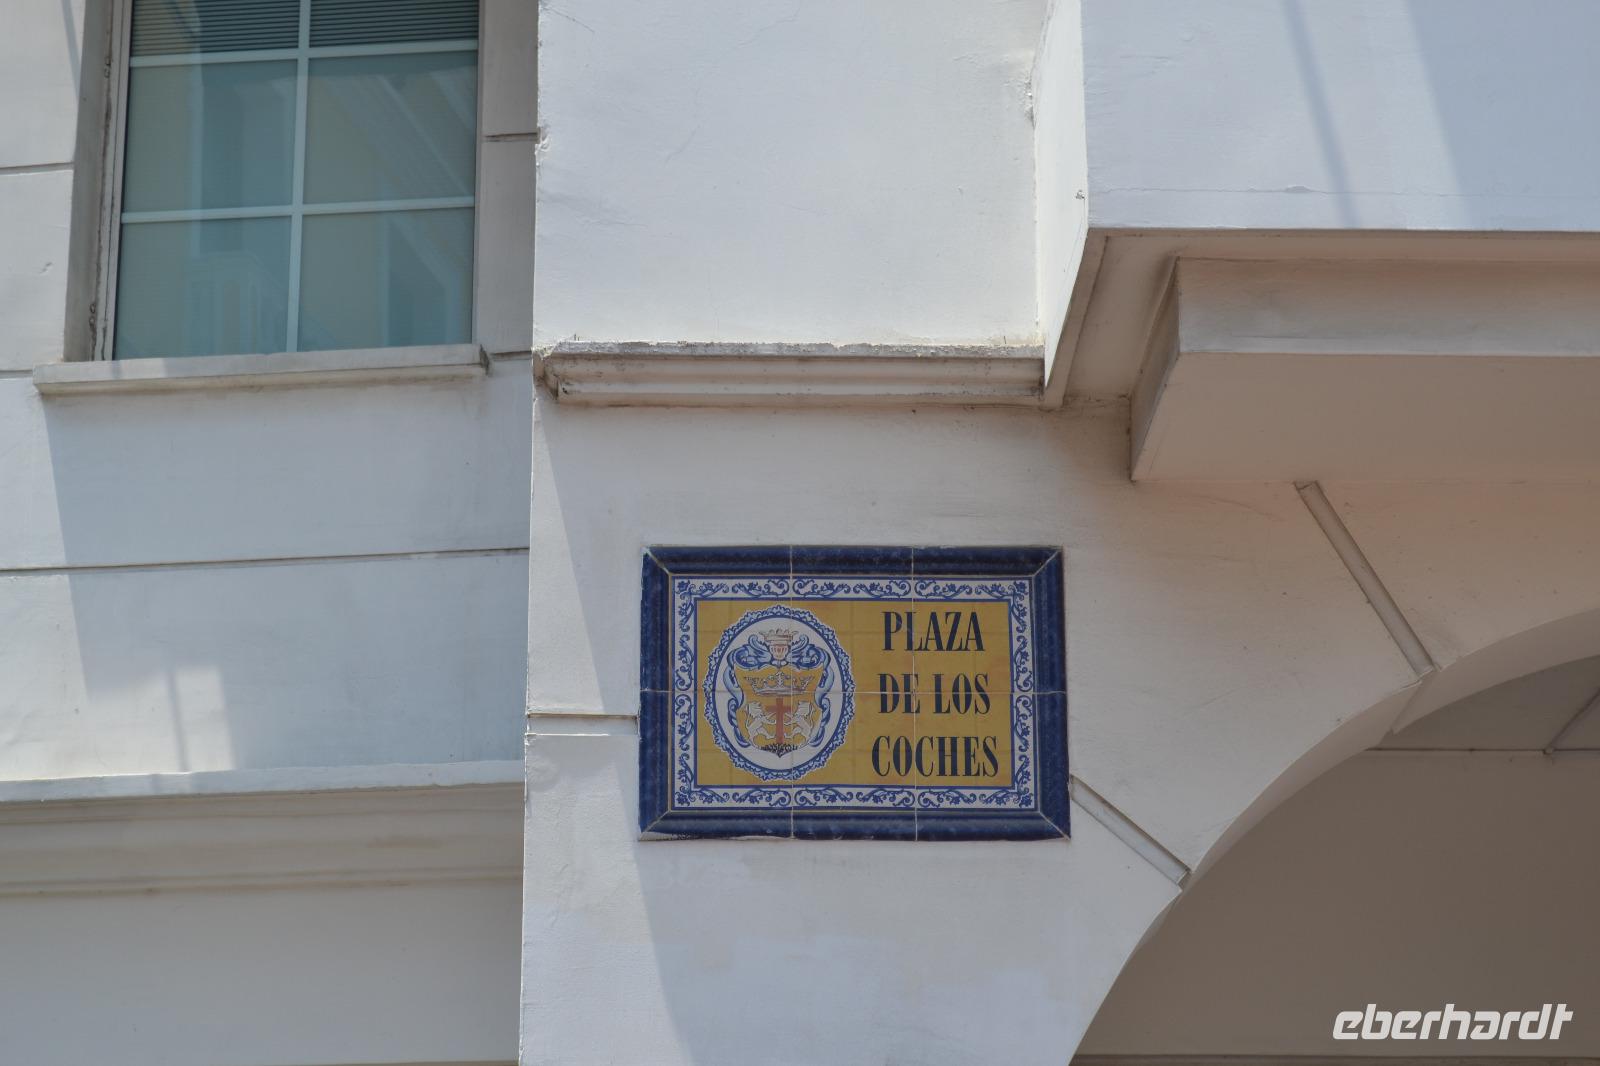 PLAZA
DE LOS
COCHES
eberhardt